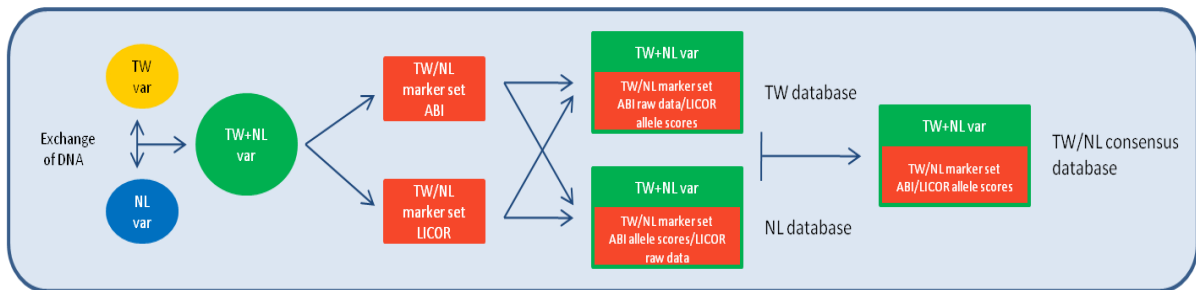 TW
var
Exchange
of DNA
NL
var
TW+NL
var
TW/NL
marker set
ABI
TW/NL
marker set
LICOR
TW+NL var
TW/NL marker set
ABI raw data/LICOR
allele scores
TW database
TW+NL var
TW/NL marker set
ABI allele scores/LICOR
raw data
NL database
TW+NL var
TW/NL marker set
ABI/LICOR allele scores
TW/NL consensus
database